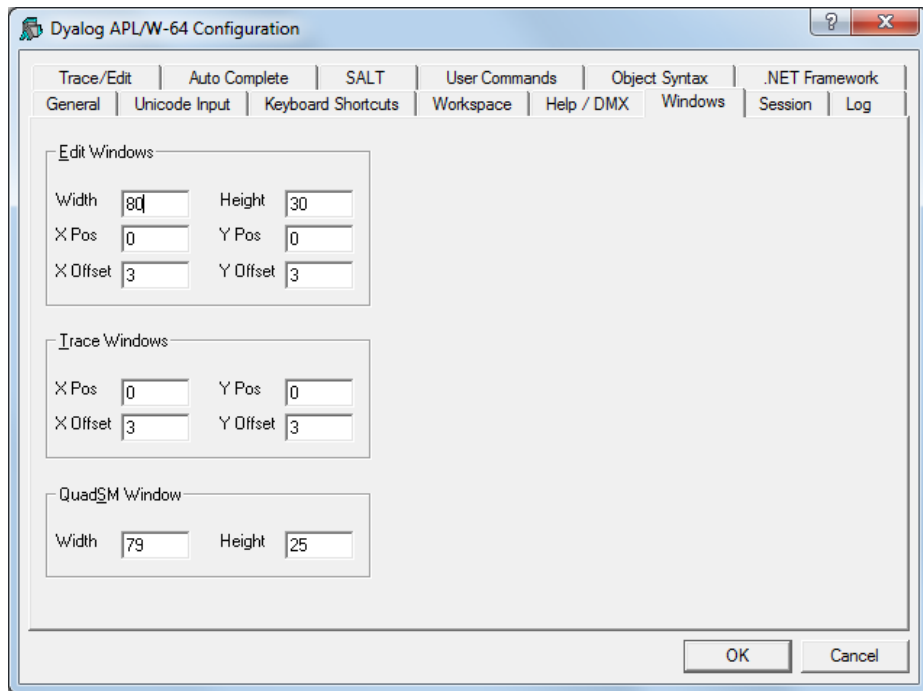 Dyalog APL/W-64 Configuration
? X
Trace/Edit Auto Complete SALT User Commands Object Syntax .NET Framework
General Unicode Input Keyboard Shortcuts Workspace Help / DMX Windows Session Log
Edit Windows
Width 80 Height 30
X Pos 0 Y Pos 0
X Offset 3 Y Offset 3
Trace Windows
X Pos 0 Y Pos 0
X Offset 3 Y Offset 3
QuadSM Window
Width 79 Height 25
OK Cancel